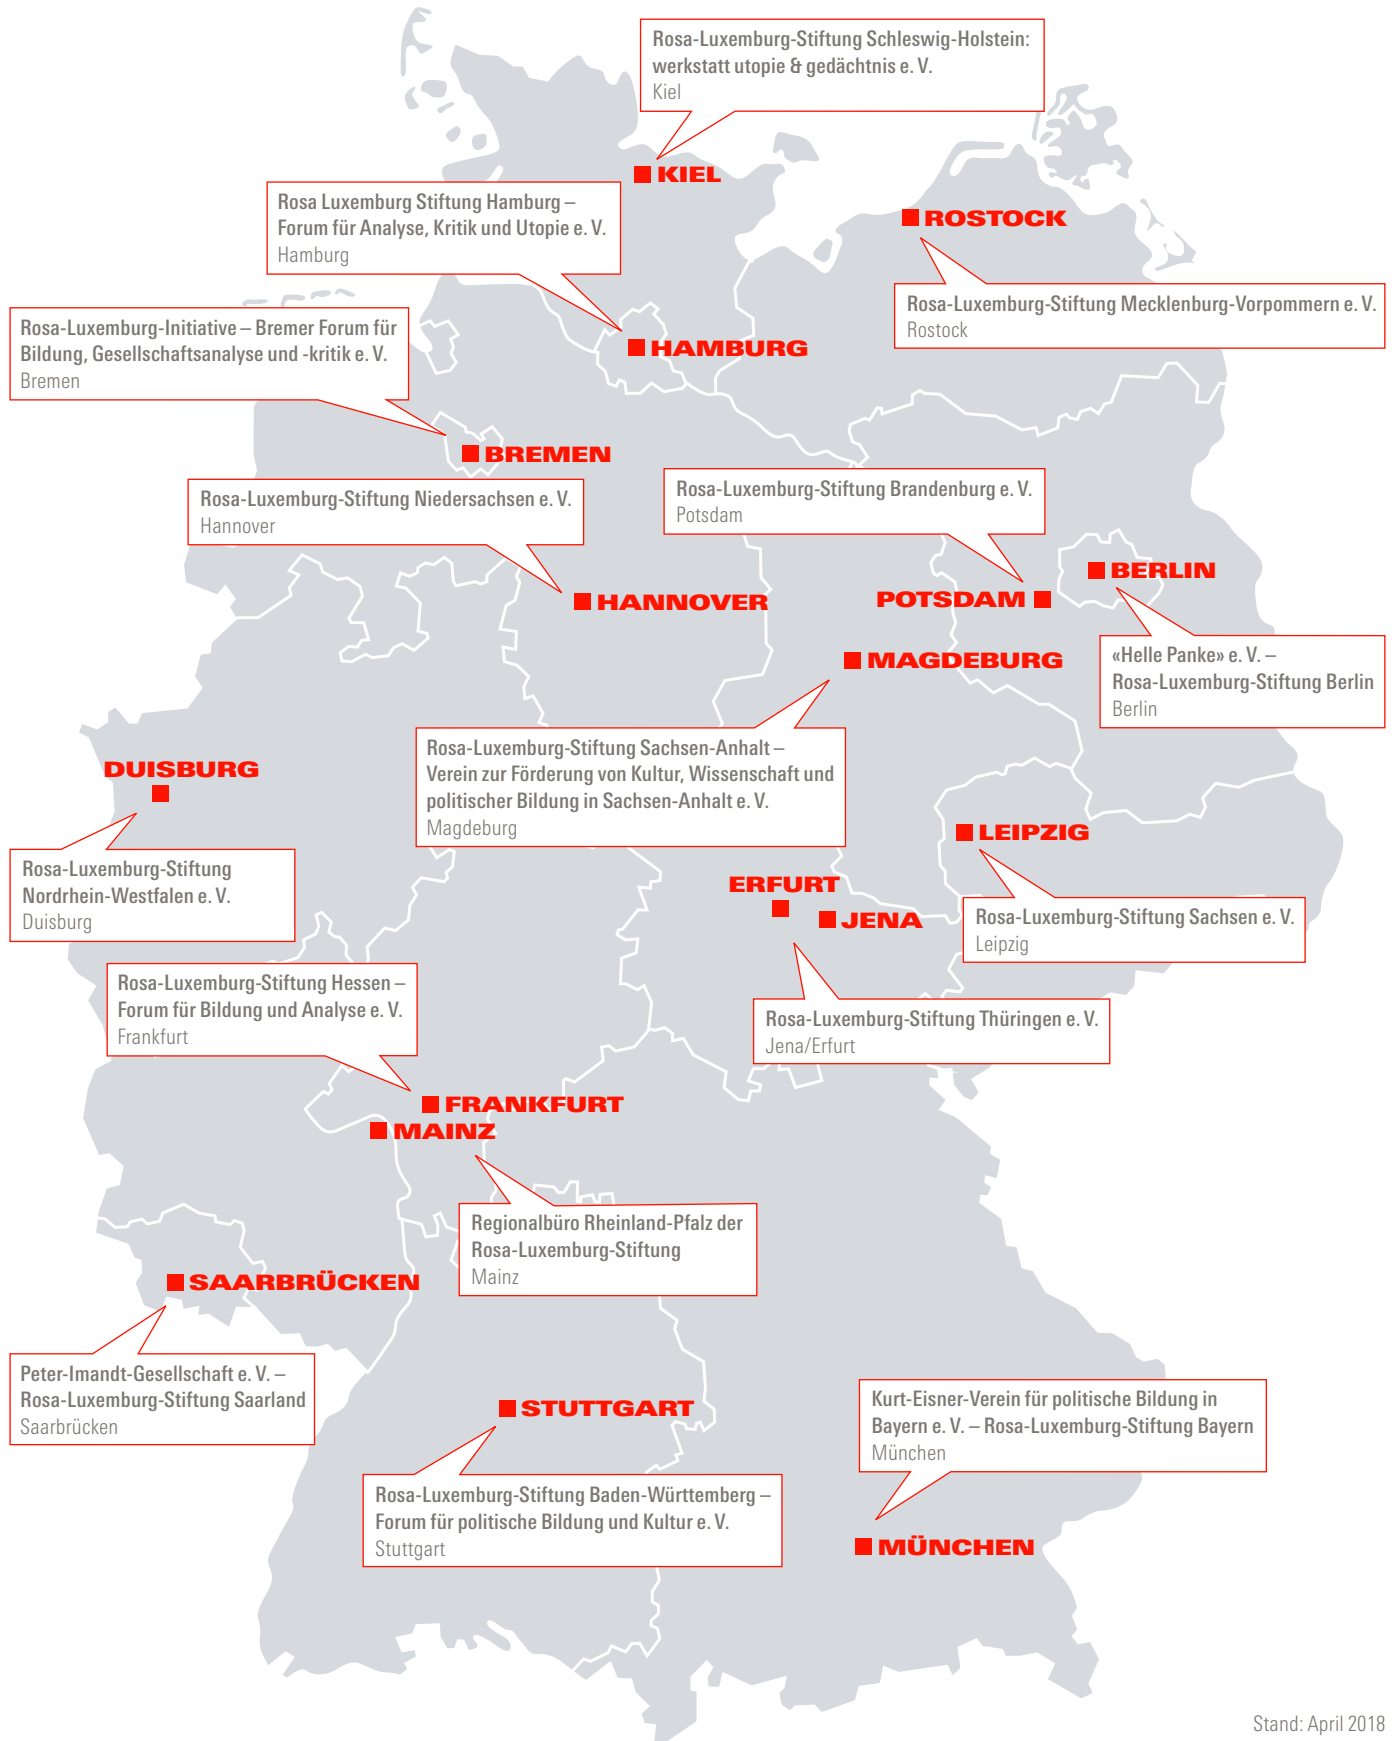 Rosa-Luxemburg-Stiftung Schleswig-Holstein:
werkstatt utopie & gedächtnis e. V.
Kiel
KIEL
Rosa Luxemburg Stiftung Hamburg –
Forum für Analyse, Kritik und Utopie e. V.
Hamburg
ROSTOCK
Rosa-Luxemburg-Stiftung Mecklenburg-Vorpommern e. V.
Rostock
Rosa-Luxemburg-Initiative – Bremer Forum für
Bildung, Gesellschaftsanalyse und -kritik e. V.
Bremen
HAMBURG
BREMEN
Rosa-Luxemburg-Stiftung Niedersachsen e. V.
Hannover
Rosa-Luxemburg-Stiftung Brandenburg e. V.
Potsdam
BERLIN
HANNOVER
POTSDAM
«Helle Panke» e. V. –
Rosa-Luxemburg-Stiftung Berlin
Berlin
MAGDEBURG
Rosa-Luxemburg-Stiftung Sachsen-Anhalt –
Verein zur Förderung von Kultur, Wissenschaft und
politischer Bildung in Sachsen-Anhalt e. V.
Magdeburg
DUISBURG
Rosa-Luxemburg-Stiftung
Nordrhein-Westfalen e. V.
Duisburg
LEIPZIG
Rosa-Luxemburg-Stiftung Sachsen e. V.
Leipzig
ERFURT
JENA
Rosa-Luxemburg-Stiftung Thüringen e. V.
Jena/Erfurt
Rosa-Luxemburg-Stiftung Hessen –
Forum für Bildung und Analyse e. V.
Frankfurt
FRANKFURT
MAINZ
Regionalbüro Rheinland-Pfalz der
Rosa-Luxemburg-Stiftung
Mainz
SAARBRÜCKEN
Peter-Imandt-Gesellschaft e. V. –
Rosa-Luxemburg-Stiftung Saarland
Saarbrücken
STUTTGART
Rosa-Luxemburg-Stiftung Baden-Württemberg –
Forum für politische Bildung und Kultur e. V.
Stuttgart
Kurt-Eisner-Verein für politische Bildung in
Bayern e. V. – Rosa-Luxemburg-Stiftung Bayern
München
MÜNCHEN
Stand: April 2018